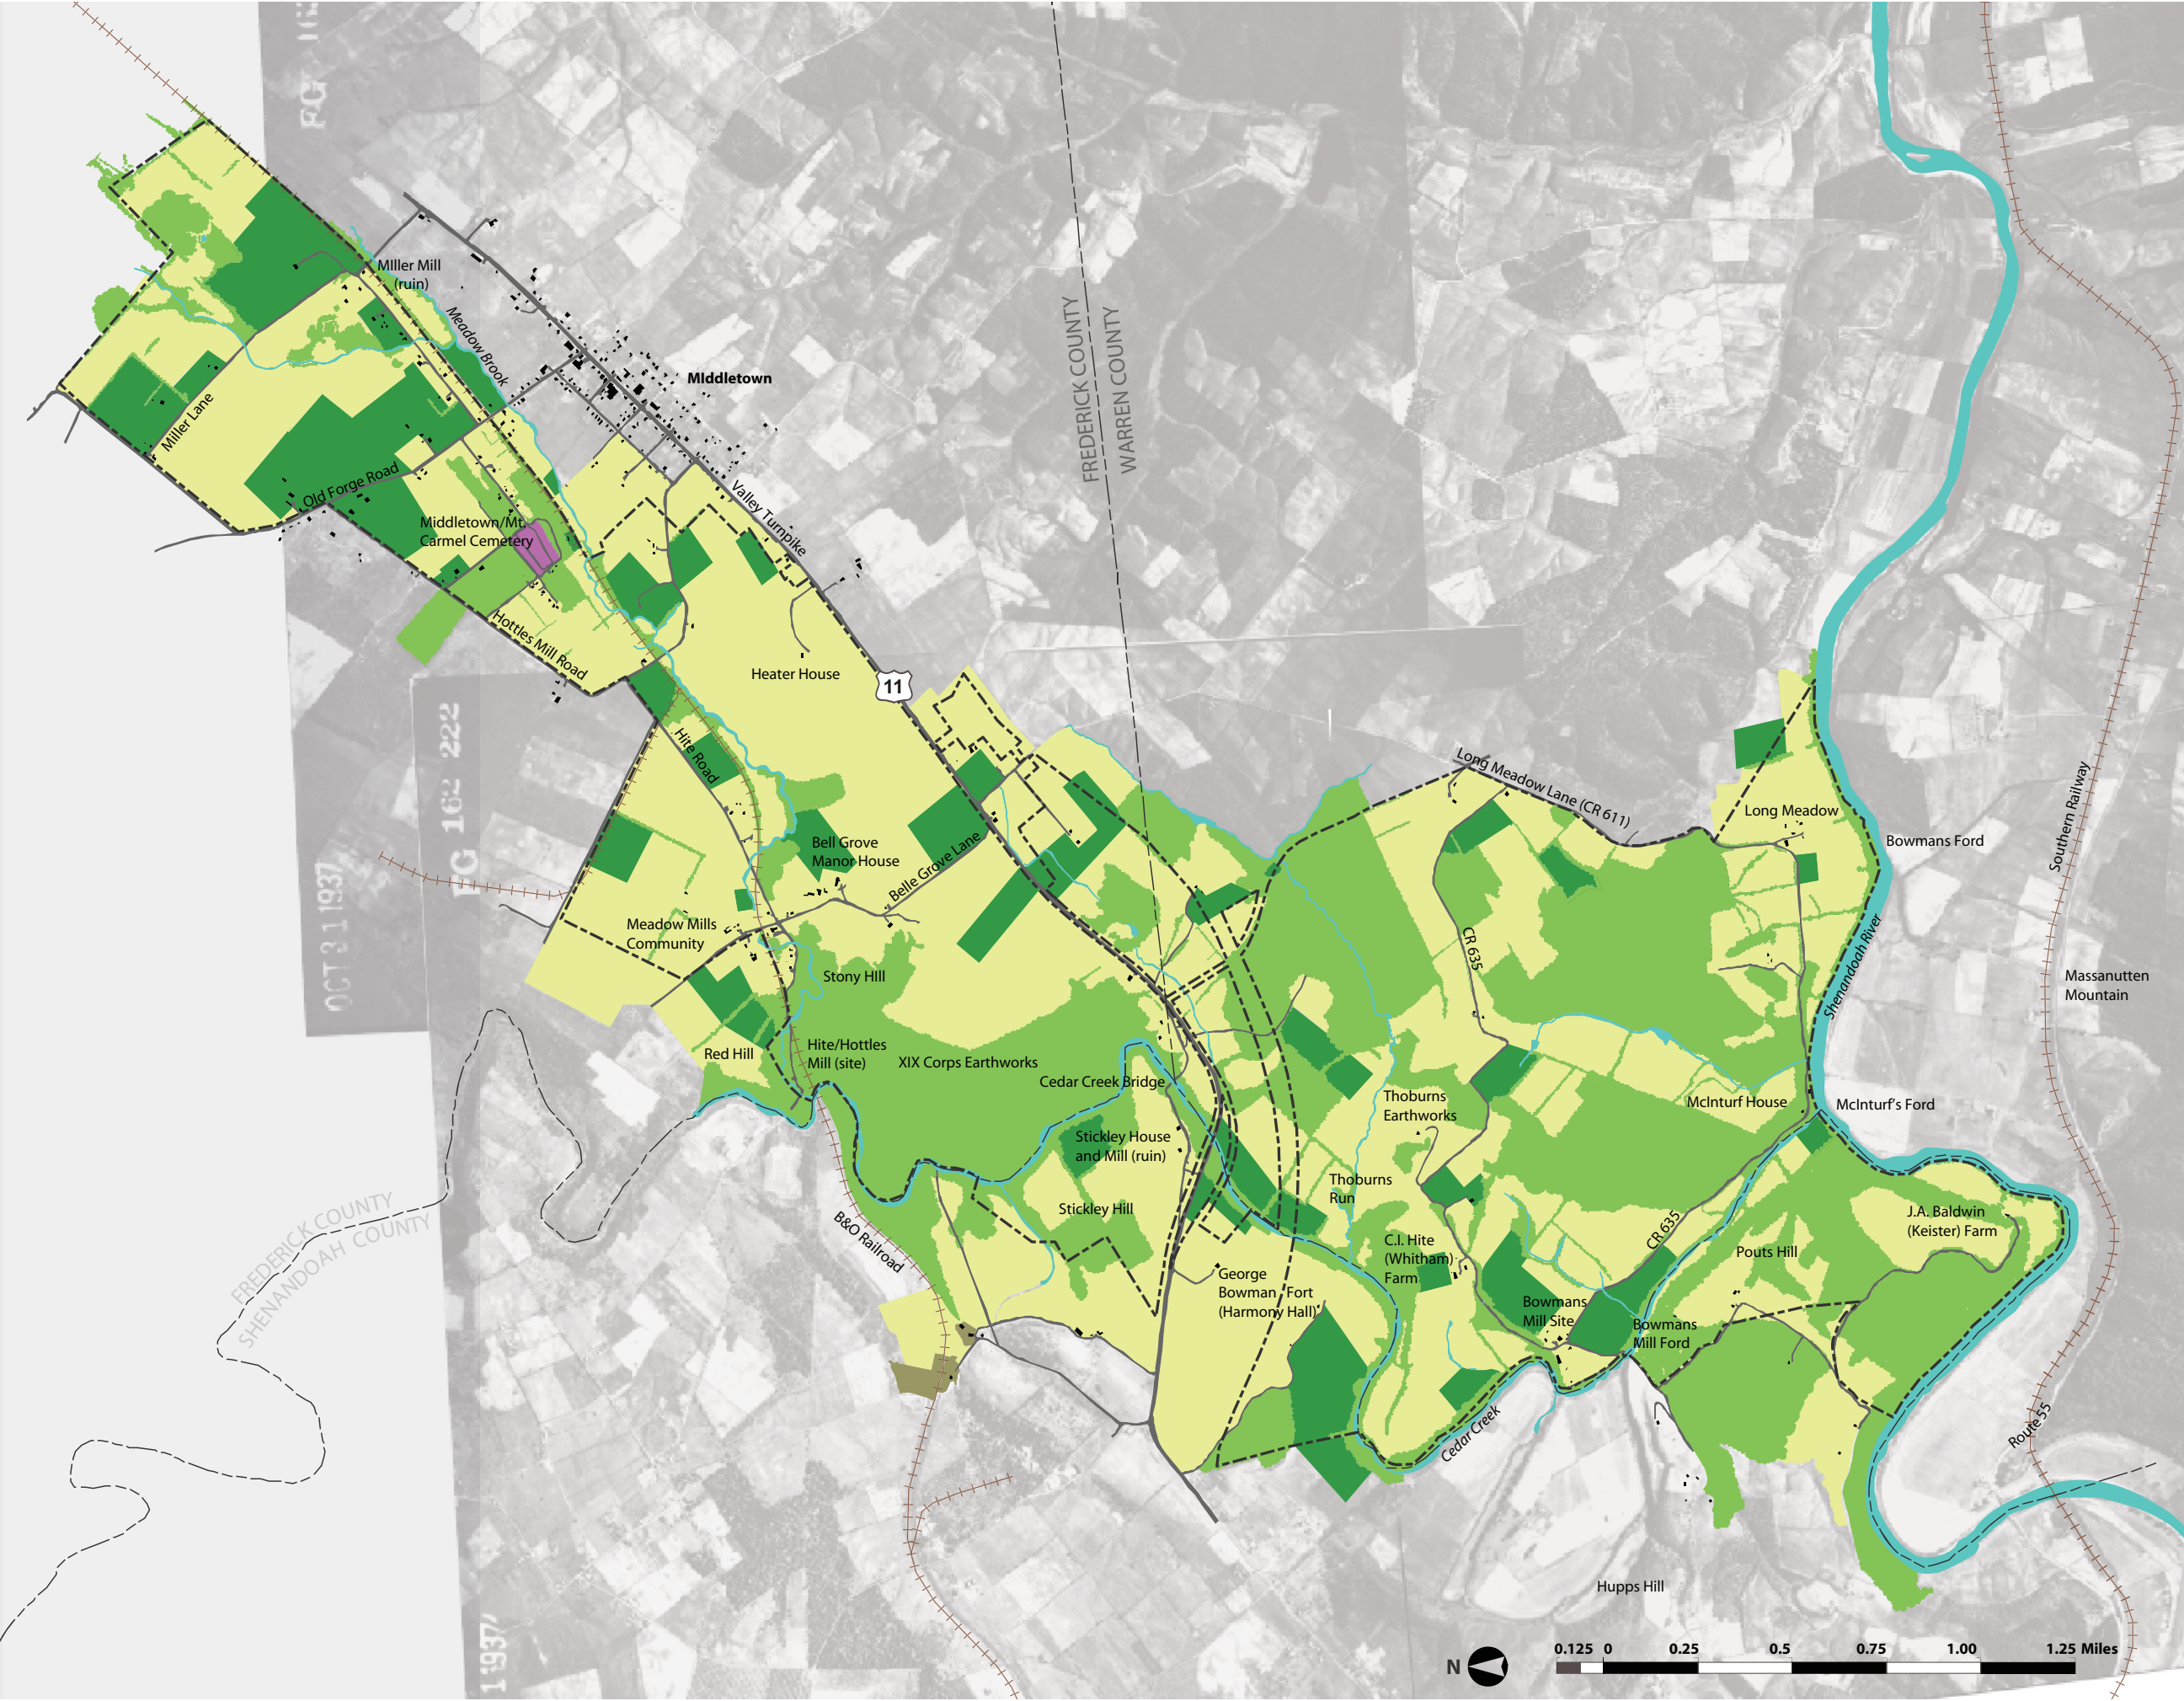 FG 162
MIller Mill
(ruin)
Meadow Brook
MIddletown
FREDERICK COUNTY
WARREN COUNTY
Miller Lane
Old Forge Road
Valley Turnpike
Middletown/Mt.
Carmel Cemetery
Hottles Mill Road
Heater House
11
FG 162 222
OCT 31 1937
Hite Road
Long Meadow Lane (CR 611)
Long Meadow
Southern Railway
Bowmans Ford
Bell Grove
Manor House
Belle Grove Lane
Meadow Mills
Community
CR 635
Shenandoah River
Massanutten
Mountain
Stony HIll
Red Hill
Hite/Hottles
Mill (site)
XIX Corps Earthworks
Cedar Creek Bridge
Thoburns
Earthworks
McInturf House
McInturf's Ford
Stickley House
and Mill (ruin)
Thoburns
Run
Stickley Hill
FREDERICK COUNTY
SHENANDOAH COUNTY
B&O Railroad
C.I. Hite
(Whitham)
Farm
CR 635
J.A. Baldwin
(Keister) Farm
Pouts Hill
George
Bowman Fort
(Harmony Hall)
Bowmans
Mill Site
Bowmans
Mill Ford
Cedar Creek
Route 55
Hupps Hill
1 1937
N
0.125 0 0.25 0.5 0.75 1.00 1.25 Miles